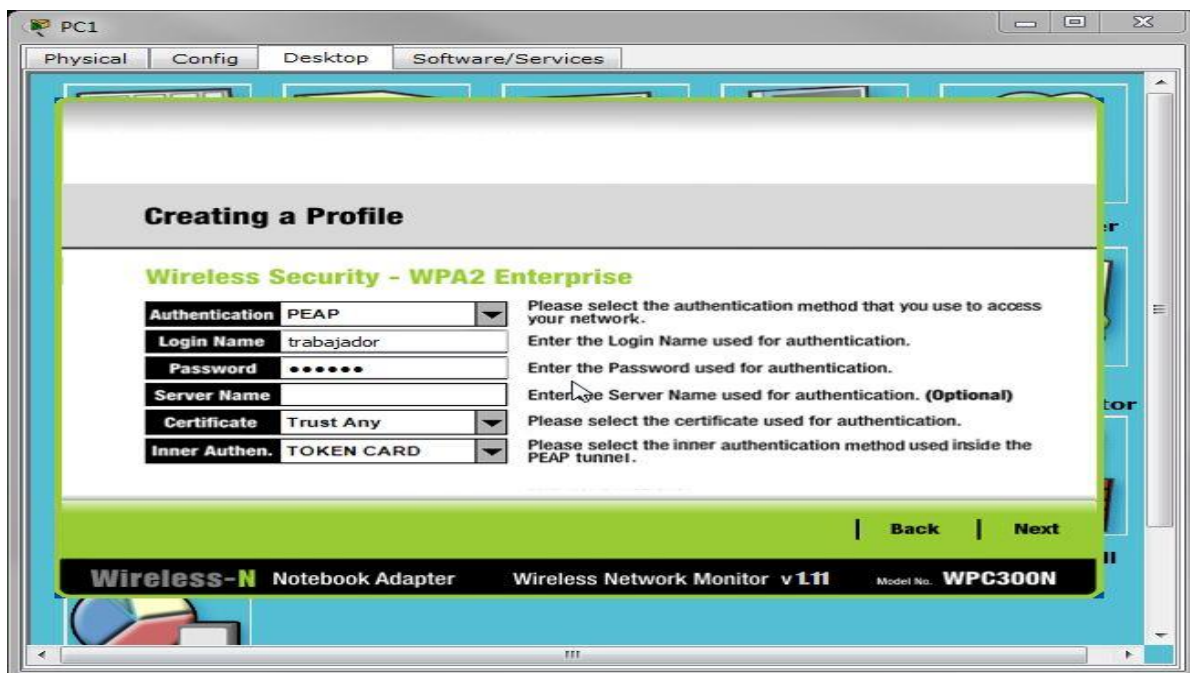 PC1
Physical Config Desktop Software/Services
Creating a Profile
Wireless Security - WPA2 Enterprise
Authentication PEAP Please select the authentication method that you use to access
your network.
Login Name trabajador Enter the Login Name used for authentication.
Password •••••• Enter the Password used for authentication.
Server Name Enter the Server Name used for authentication. (Optional)
Certificate Trust Any Please select the certificate used for authentication.
Inner Authen. TOKEN CARD Please select the inner authentication method used inside the
PEAP tunnel.
Back Next
Wireless-N Notebook Adapter Wireless Network Monitor v1.11 Model No. WPC300N